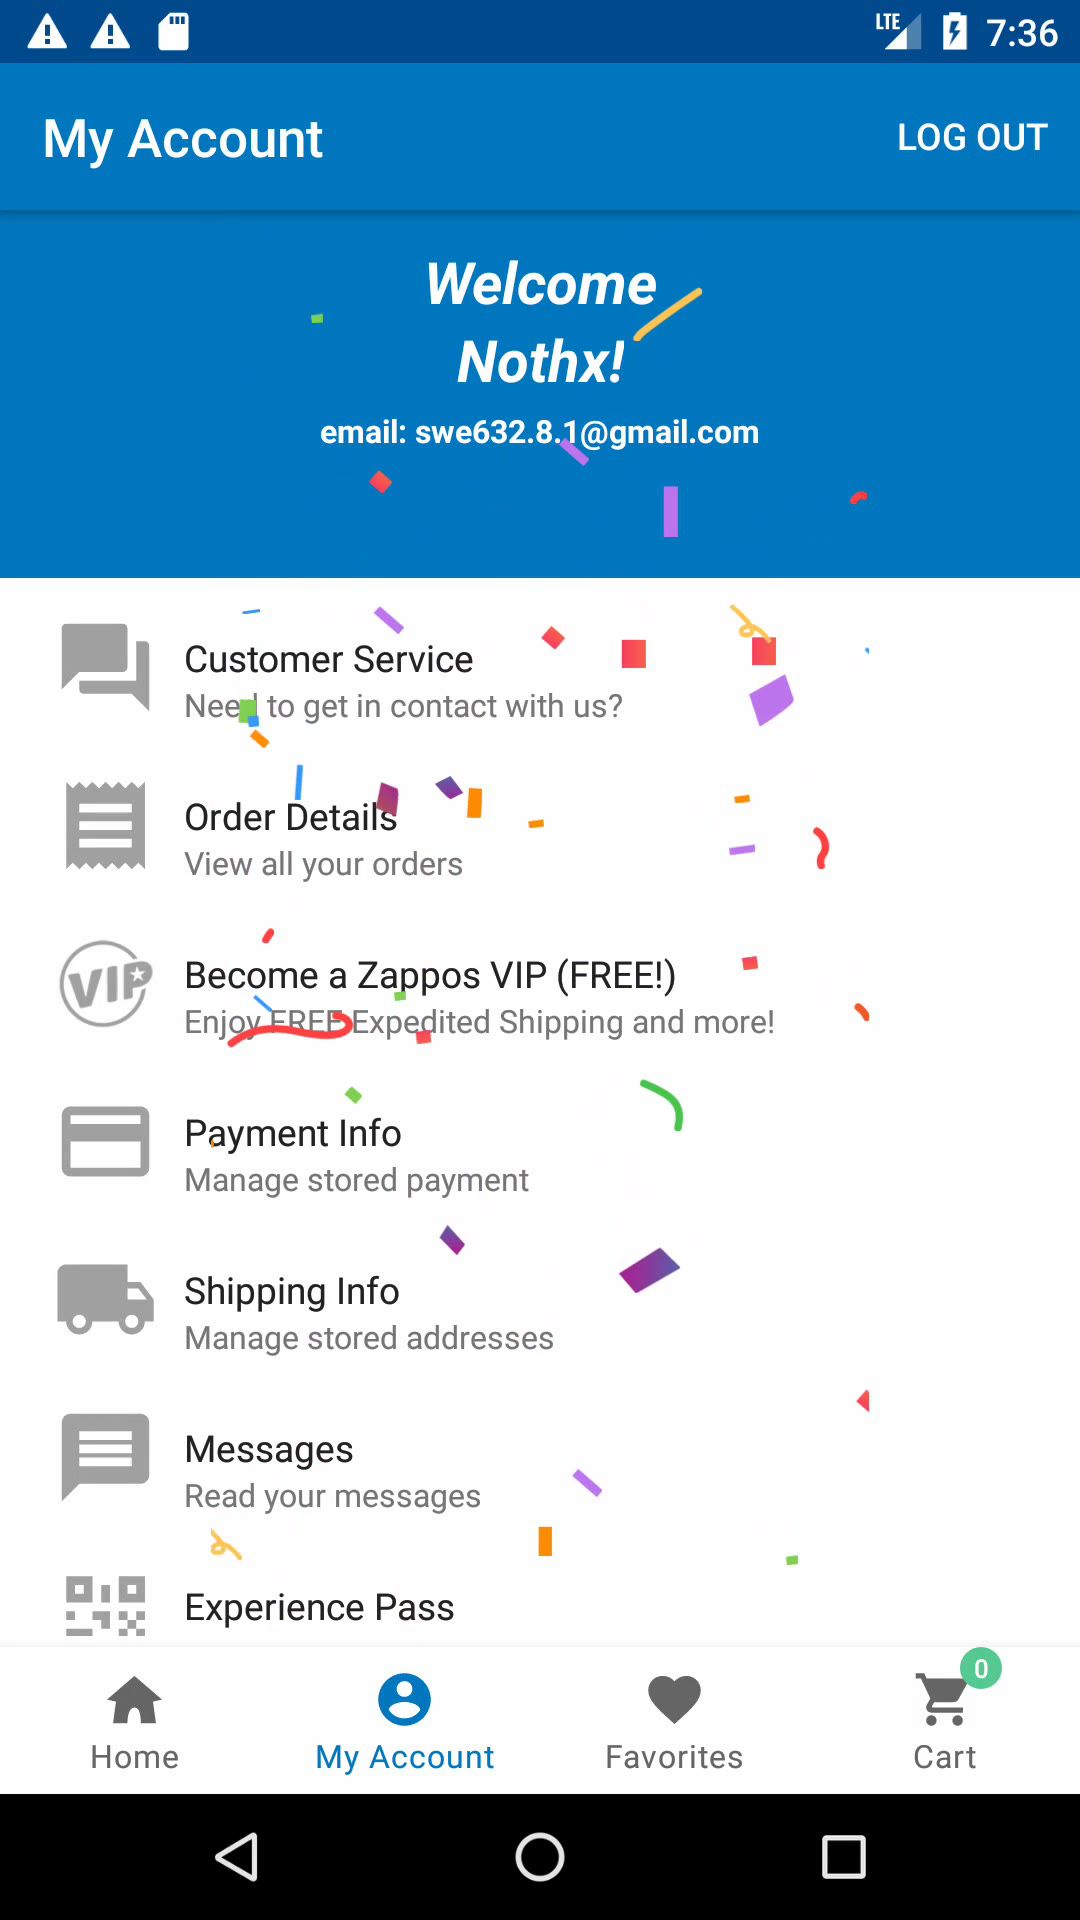 LTE 7:36
My Account LOG OUT
Welcome
Nothx!
email: swe632.8.1@gmail.com
Customer Service
Need to get in contact with us?
Order Details
View all your orders
VIP
Become a Zappos VIP (FREE!)
Enjoy FREE Expedited Shipping and more!
Payment Info
Manage stored payment
Shipping Info
Manage stored addresses
Messages
Read your messages
Experience Pass
0
Home My Account Favorites Cart